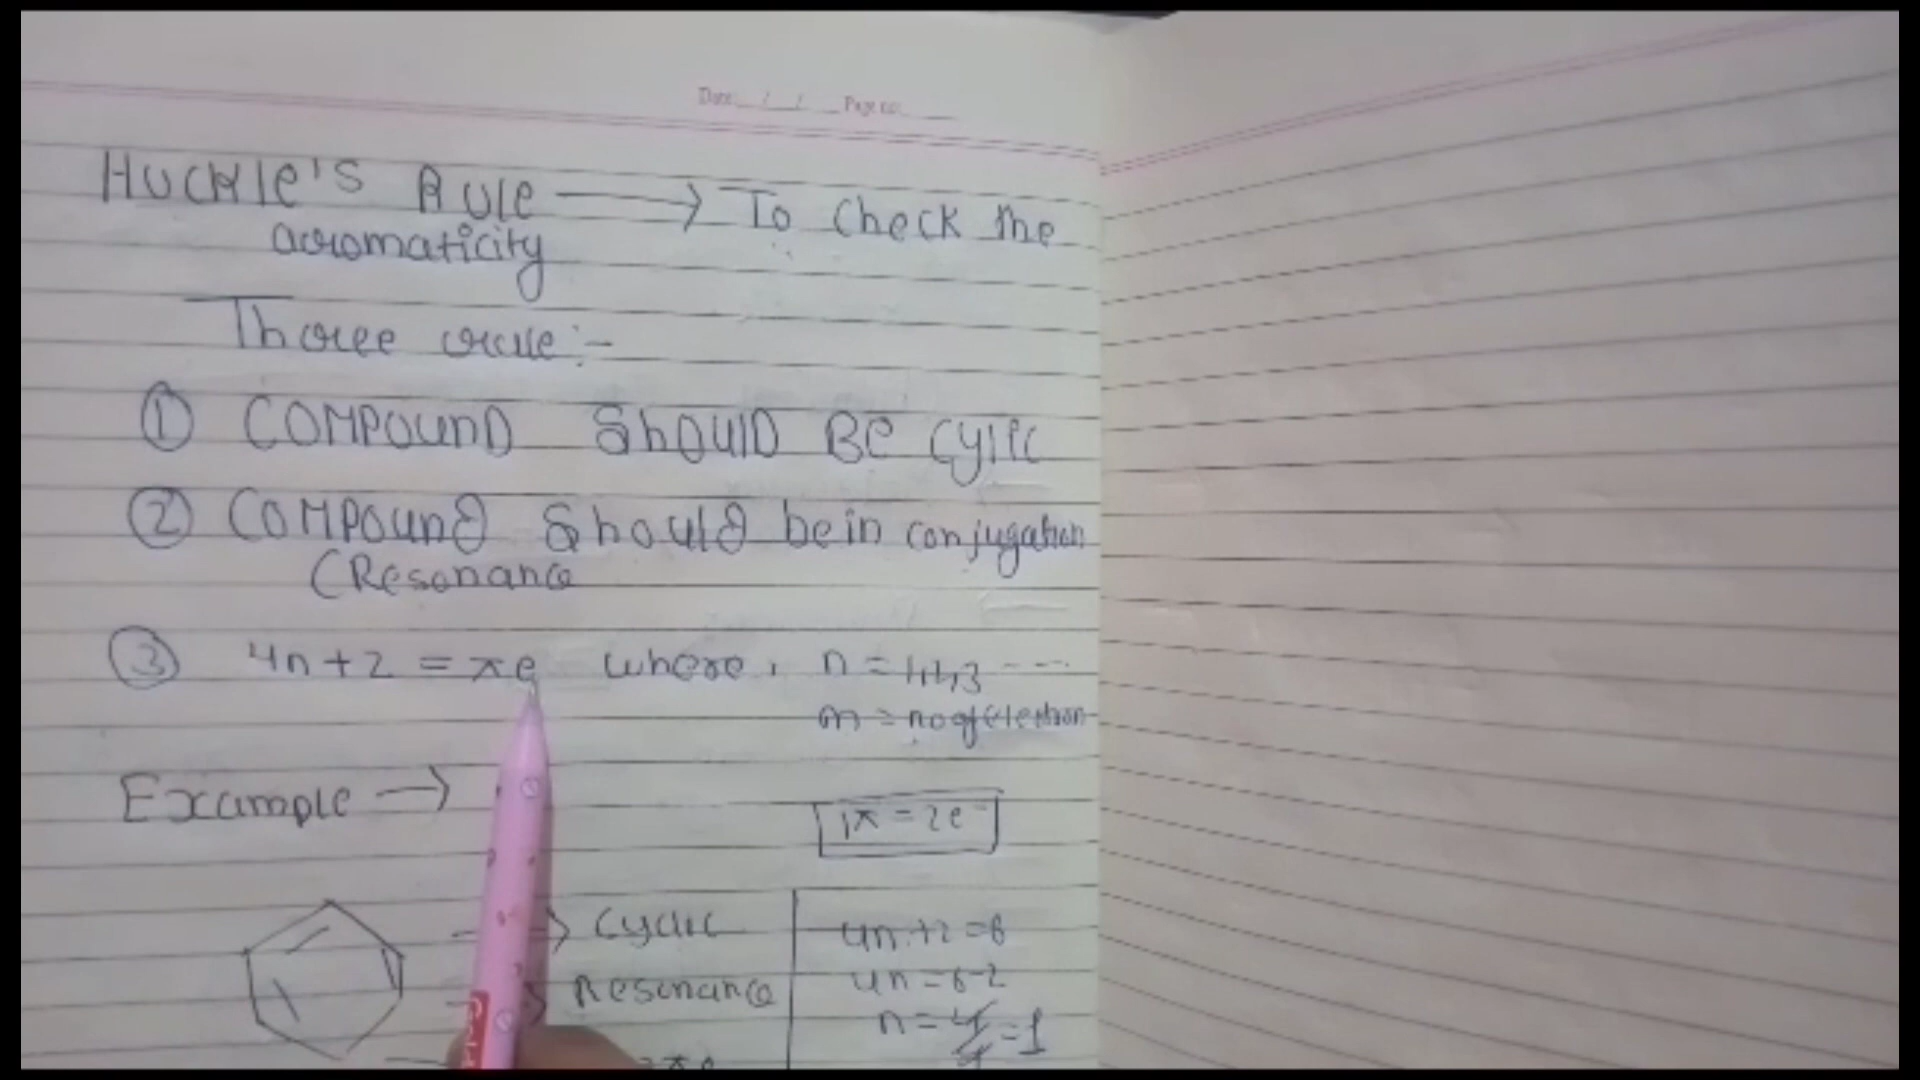 Date / / Page no.
Huckle's Rule → To check the
aromaticity
Three rule :-
① COMPOUND ShOULD BE cylic
② COMPOUND Should be in conjugation
(Resonance
③ 4n+2 = πe where, n = 1,2,3 ----
n = no of electron
Example →
1π = 2e⁻
→ cyclic
→ Resonance
4n+2=6
4n=6-2
n=4/4=1
πe